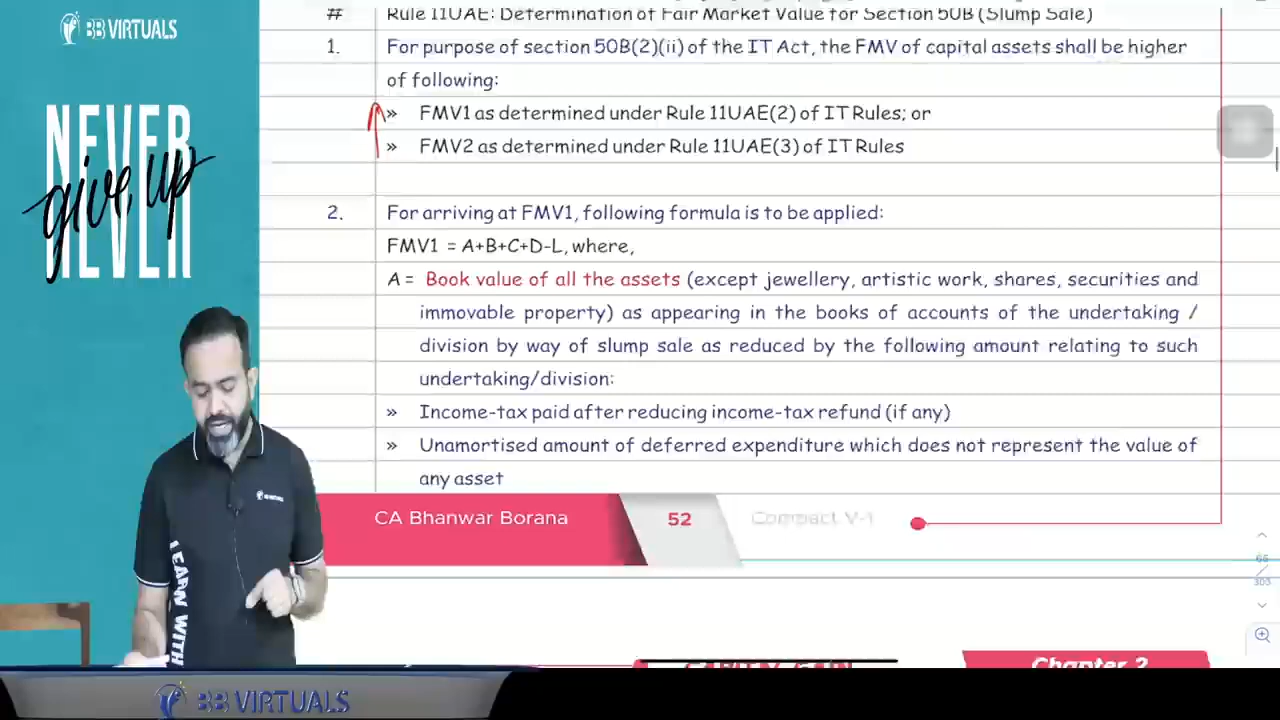 BB VIRTUALS
# Rule 11UAE: Determination of Fair Market Value for Section 50B (Slump Sale)
1. For purpose of section 50B(2)(ii) of the IT Act, the FMV of capital assets shall be higher
of following:
» FMV1 as determined under Rule 11UAE(2) of IT Rules; or
» FMV2 as determined under Rule 11UAE(3) of IT Rules
NEVER
give up
NEVER
2. For arriving at FMV1, following formula is to be applied:
FMV1 = A+B+C+D-L, where,
A = Book value of all the assets (except jewellery, artistic work, shares, securities and
immovable property) as appearing in the books of accounts of the undertaking /
division by way of slump sale as reduced by the following amount relating to such
undertaking/division:
» Income-tax paid after reducing income-tax refund (if any)
» Unamortised amount of deferred expenditure which does not represent the value of
any asset
CA Bhanwar Borana 52 Compact V-1
65
/
303
LEARN WITH
Chapter 2
BB VIRTUALS